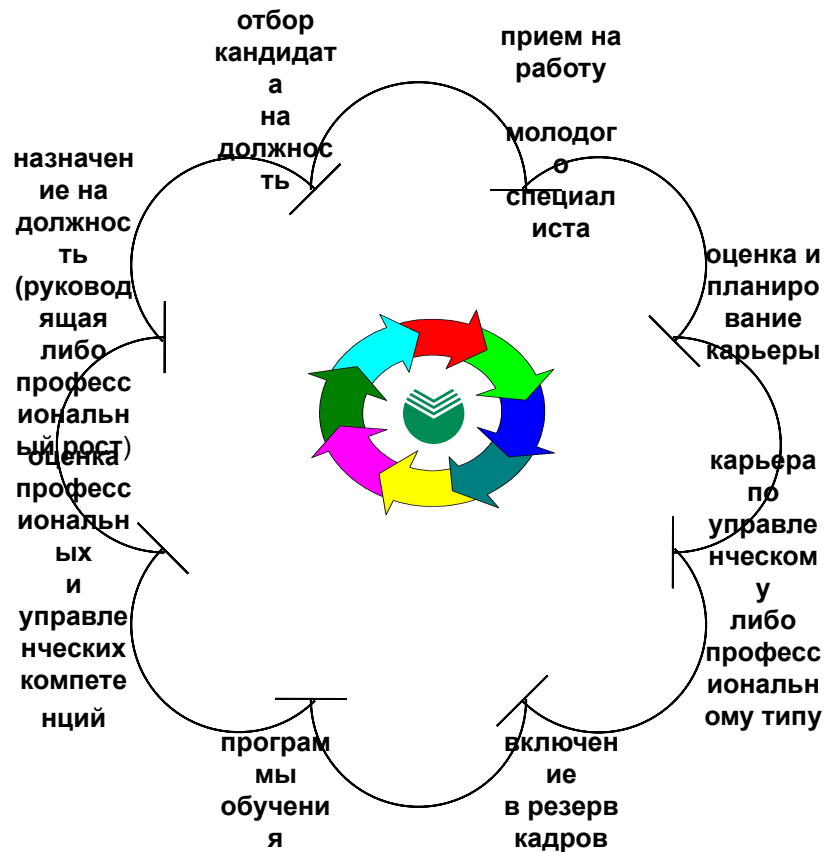 отбор
кандидат
а
на
должнос
ть
прием на
работу
молодог
о
специал
иста
оценка и
планиро
вание
карьеры
карьера
по
управле
нческом
у
либо
професс
иональн
ому типу
включен
ие
в резерв
кадров
програм
мы
обучени
я
оценка
професс
иональн
ых
и
управле
нческих
компете
нций
назначен
ие на
должнос
ть
(руковод
ящая
либо
професс
иональн
ый рост)